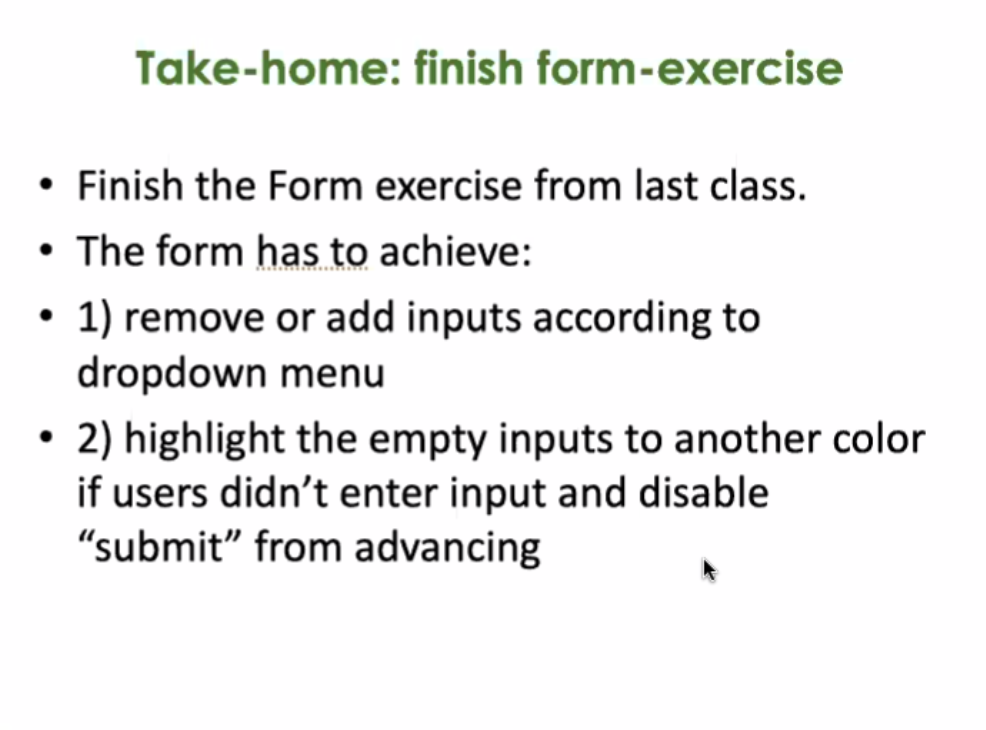 Take-home: finish form-exercise
• Finish the Form exercise from last class.
• The form has to achieve:
• 1) remove or add inputs according to
dropdown menu
• 2) highlight the empty inputs to another color
if users didn’t enter input and disable
“submit” from advancing